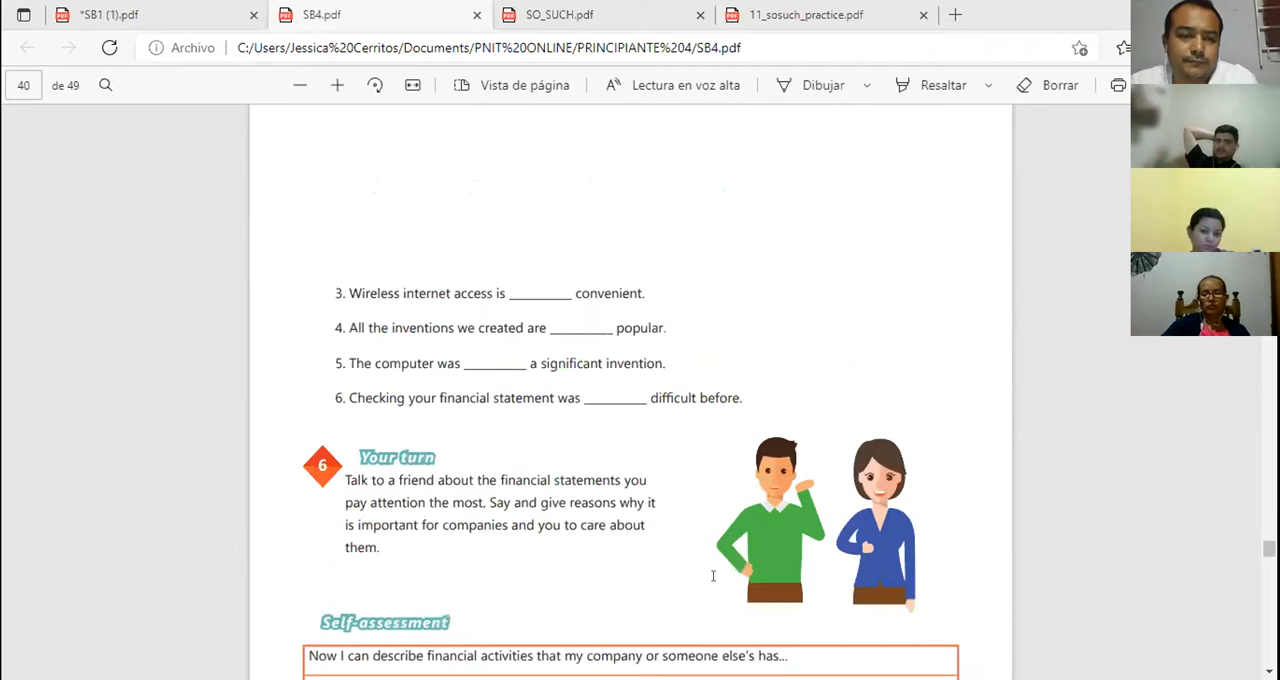 *SB1 (1).pdf
SB4.pdf
SO_SUCH.pdf
11_sosuch_practice.pdf
Archivo
C:/Users/Jessica%20Cerritos/Documents/PNIT%20ONLINE/PRINCIPIANTE%204/SB4.pdf
40
de 49
Vista de página
Lectura en voz alta
Dibujar
Resaltar
Borrar
3. Wireless internet access is _________ convenient.
4. All the inventions we created are _________ popular.
5. The computer was _________ a significant invention.
6. Checking your financial statement was _________ difficult before.
6
Your turn
Talk to a friend about the financial statements you
pay attention the most. Say and give reasons why it
is important for companies and you to care about
them.
Self-assessment
Now I can describe financial activities that my company or someone else's has...